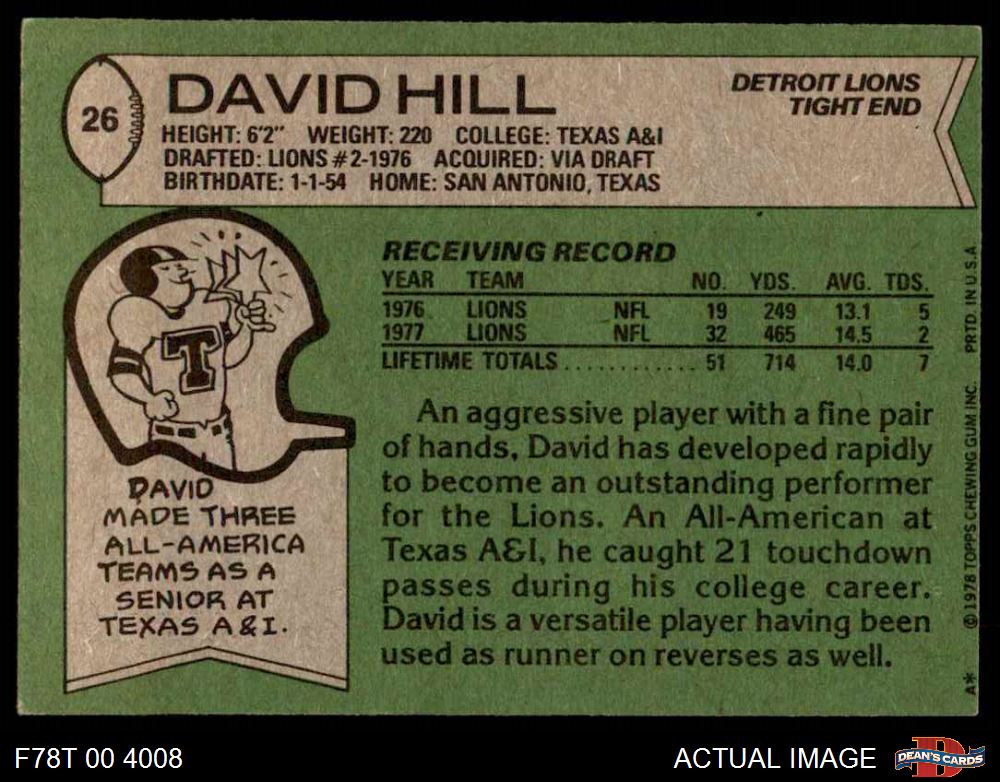 26
DAVID HILL
DETROIT LIONS
TIGHT END
HEIGHT: 6'2" WEIGHT: 220 COLLEGE: TEXAS A&I
DRAFTED: LIONS #2-1976 ACQUIRED: VIA DRAFT
BIRTHDATE: 1-1-54 HOME: SAN ANTONIO, TEXAS
RECEIVING RECORD
YEAR TEAM NO. YDS. AVG. TDS.
1976 LIONS NFL 19 249 13.1 5
1977 LIONS NFL 32 465 14.5 2
LIFETIME TOTALS............ 51 714 14.0 7
T
DAVID
MADE THREE
ALL-AMERICA
TEAMS AS A
SENIOR AT
TEXAS A&I.
An aggressive player with a fine pair
of hands, David has developed rapidly
to become an outstanding performer
for the Lions. An All-American at
Texas A&I, he caught 21 touchdown
passes during his college career.
David is a versatile player having been
used as runner on reverses as well.
A* ©1978 TOPPS CHEWING GUM INC. PRTD. IN U.S.A
F78T 00 4008
ACTUAL IMAGE
D
DEAN'S CARDS